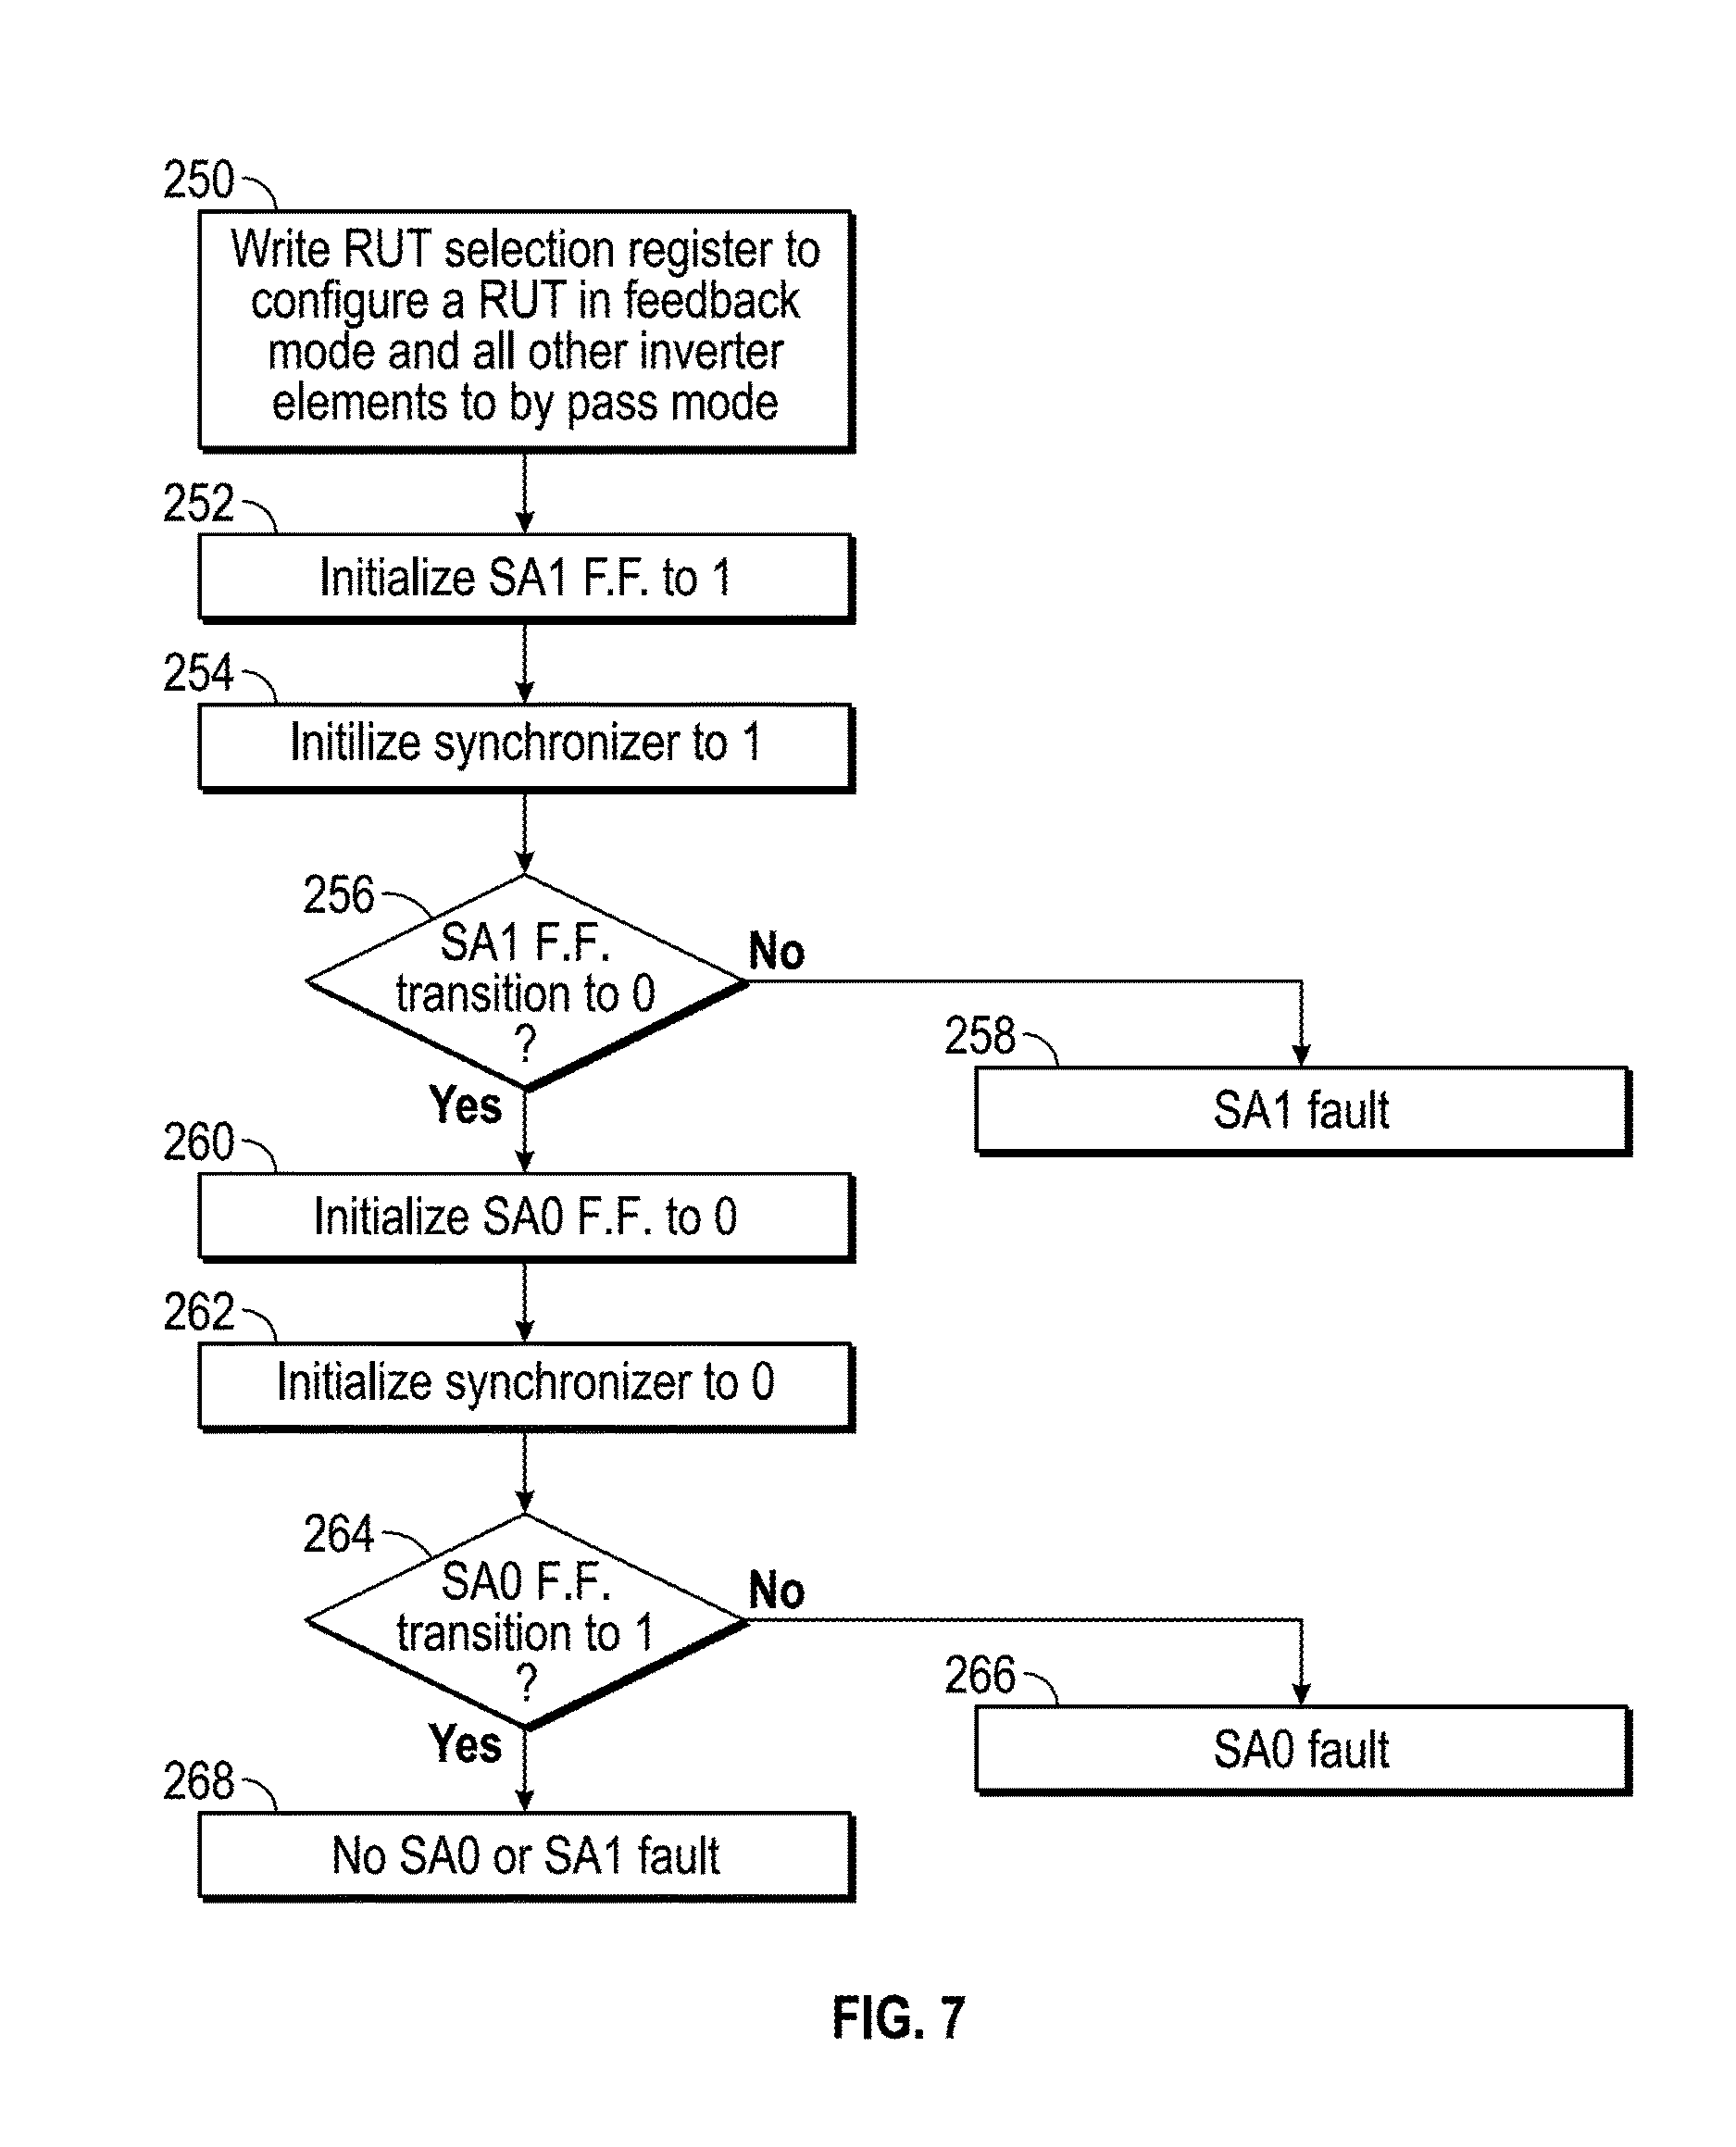 250
Write RUT selection register to
configure a RUT in feedback
mode and all other inverter
elements to by pass mode
252
Initialize SA1 F.F. to 1
254
Initilize synchronizer to 1
256
SA1 F.F.
transition to 0
?
No
Yes
258
SA1 fault
260
Initialize SA0 F.F. to 0
262
Initialize synchronizer to 0
264
SA0 F.F.
transition to 1
?
No
Yes
266
SA0 fault
268
No SA0 or SA1 fault
FIG. 7